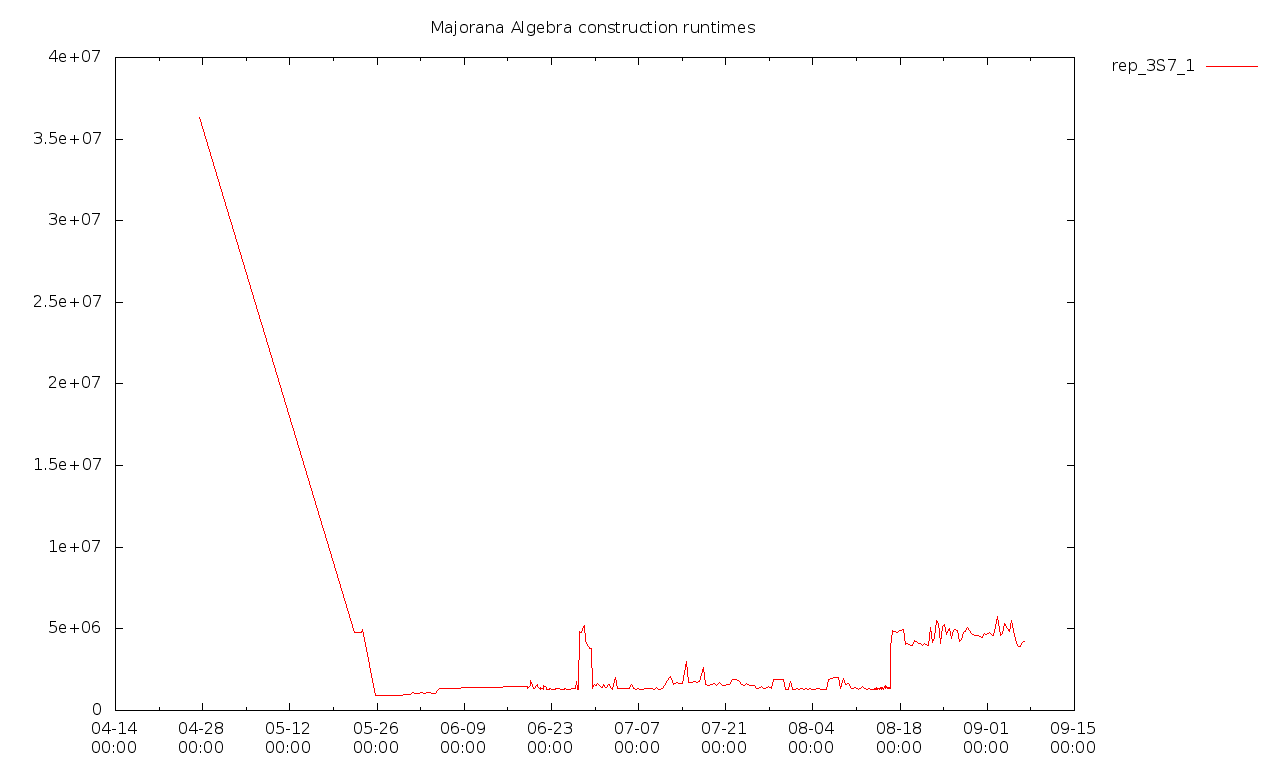 Majorana Algebra construction runtimes
rep_3S7_1
4e+07
3.5e+07
3e+07
2.5e+07
2e+07
1.5e+07
1e+07
5e+06
0
04-14 04-28 05-12 05-26 06-09 06-23 07-07 07-21 08-04 08-18 09-01 09-15
00:00 00:00 00:00 00:00 00:00 00:00 00:00 00:00 00:00 00:00 00:00 00:00